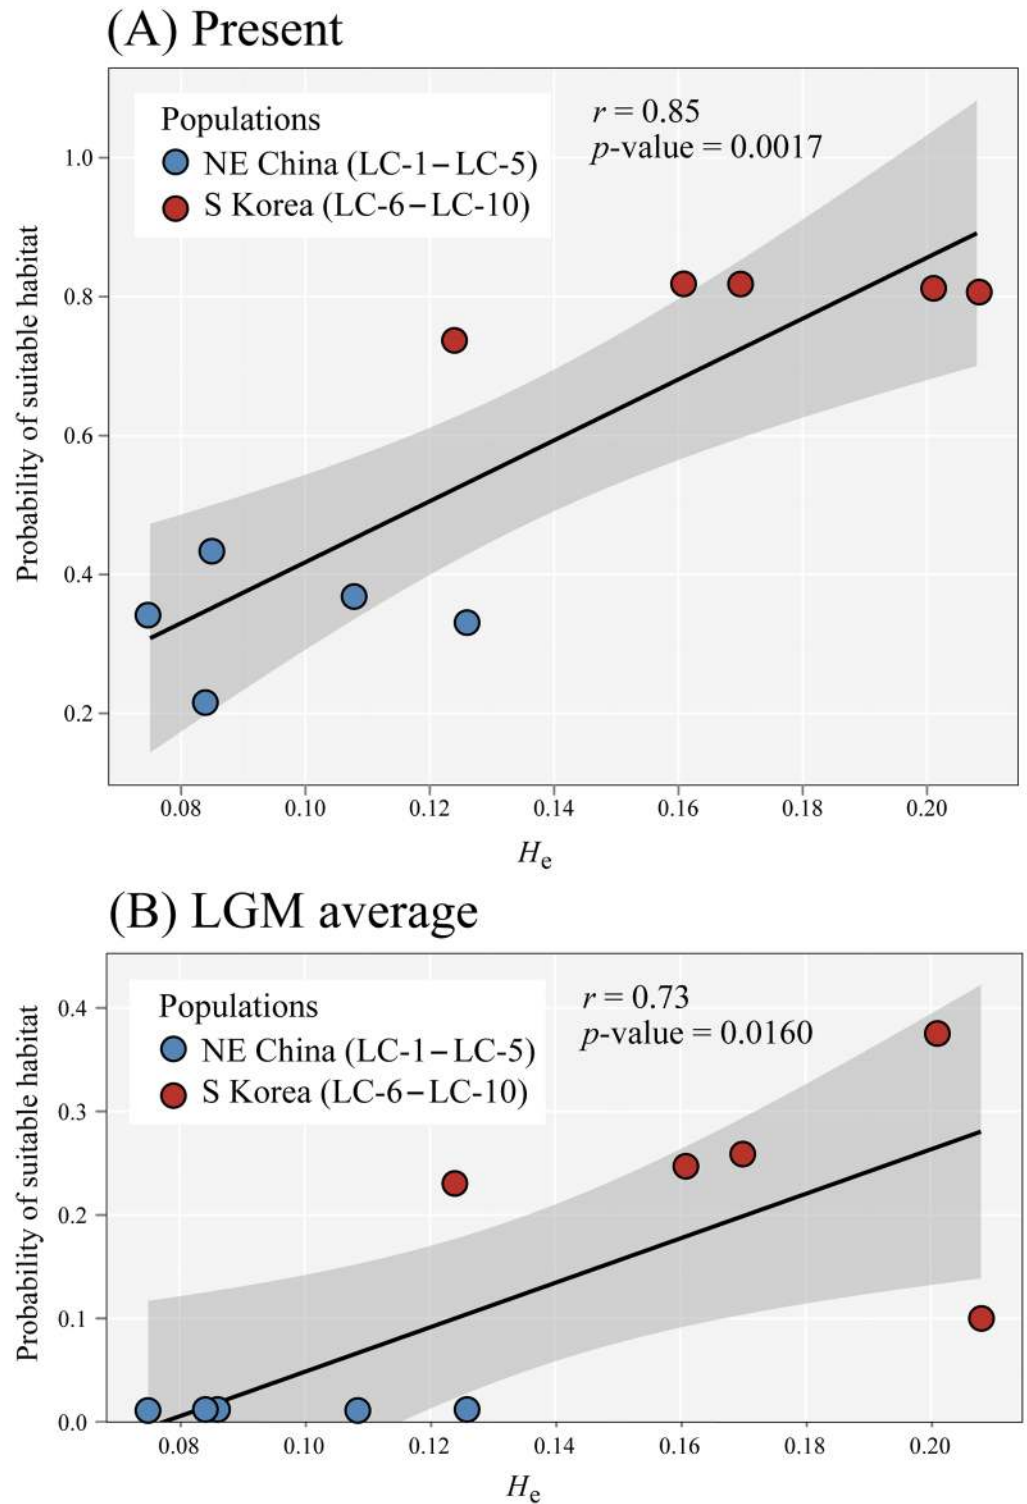 (A) Present
Populations
NE China (LC-1–LC-5)
S Korea (LC-6–LC-10)
r = 0.85
p-value = 0.0017
Probability of suitable habitat
1.0
0.8
0.6
0.4
0.2
0.08 0.10 0.12 0.14 0.16 0.18 0.20
He
(B) LGM average
Populations
NE China (LC-1–LC-5)
S Korea (LC-6–LC-10)
r = 0.73
p-value = 0.0160
Probability of suitable habitat
0.4
0.3
0.2
0.1
0.0
0.08 0.10 0.12 0.14 0.16 0.18 0.20
He